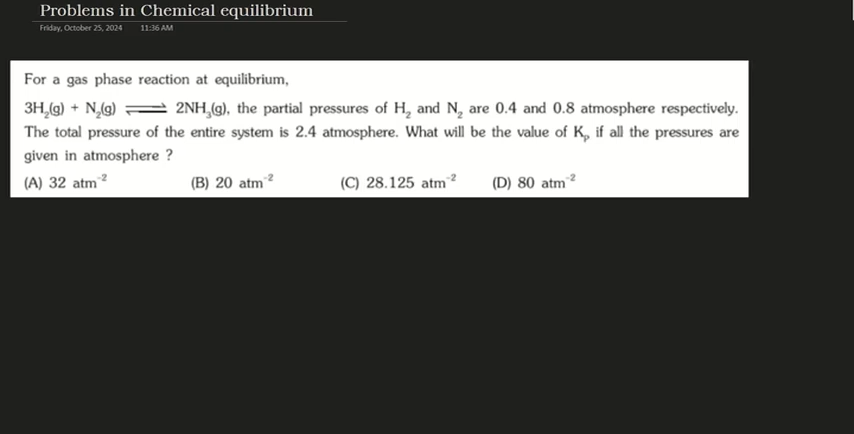 Problems in Chemical equilibrium
Friday, October 25, 2024 11:36 AM
For a gas phase reaction at equilibrium,
3H₂(g) + N₂(g) ⇌ 2NH₃(g), the partial pressures of H₂ and N₂ are 0.4 and 0.8 atmosphere respectively.
The total pressure of the entire system is 2.4 atmosphere. What will be the value of Kₚ if all the pressures are
given in atmosphere ?
(A) 32 atm⁻² (B) 20 atm⁻² (C) 28.125 atm⁻² (D) 80 atm⁻²